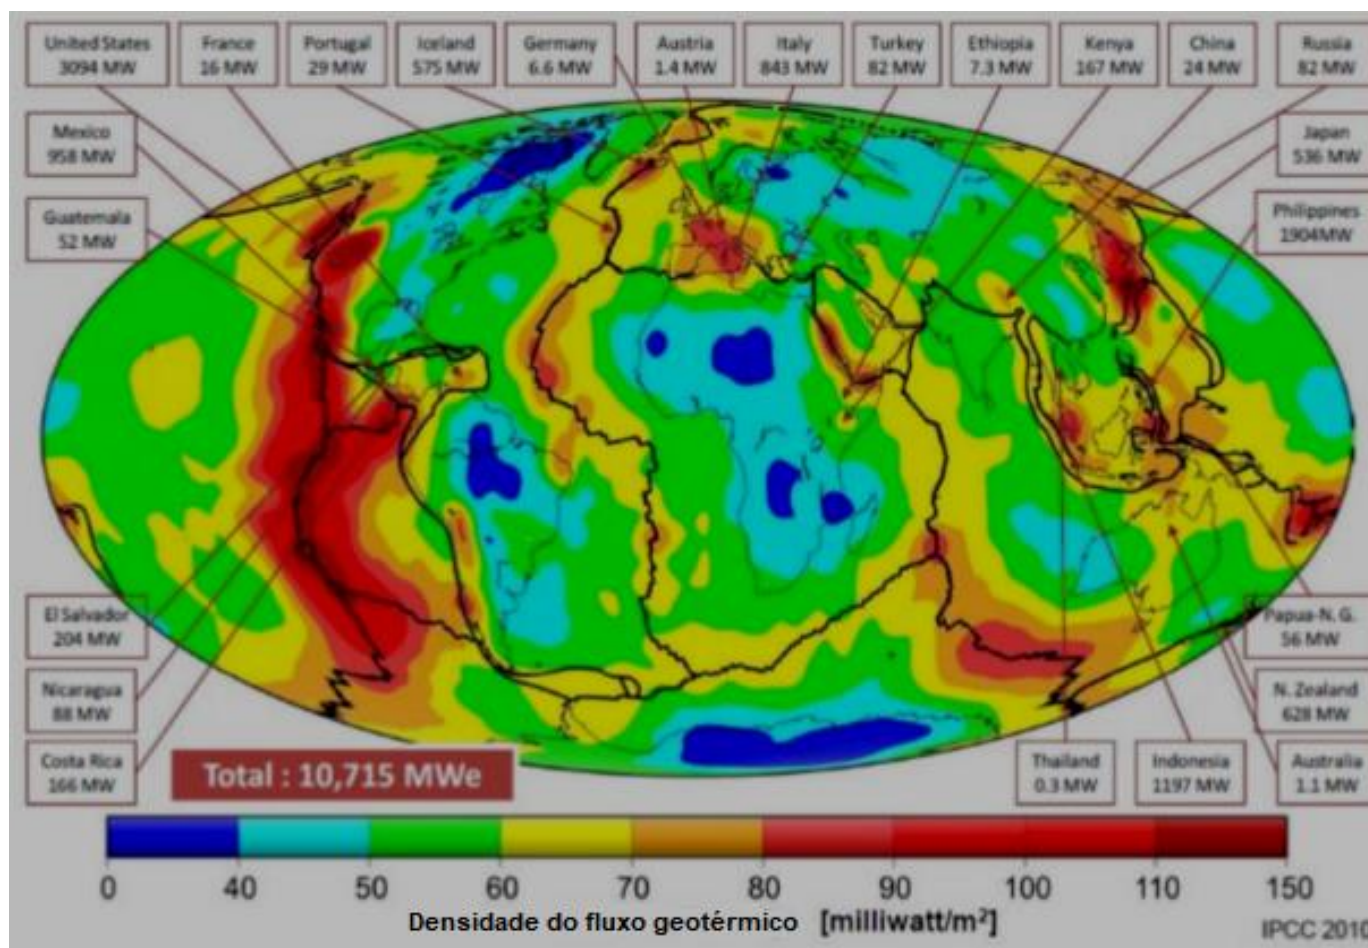 United States
3094 MW
France
16 MW
Portugal
29 MW
Iceland
575 MW
Germany
6.6 MW
Austria
1.4 MW
Italy
843 MW
Turkey
82 MW
Ethiopia
7.3 MW
Kenya
167 MW
China
24 MW
Russia
82 MW
Mexico
958 MW
Japan
536 MW
Guatemala
52 MW
Philippines
1904MW
El Salvador
204 MW
Papua-N. G.
56 MW
Nicaragua
88 MW
N. Zealand
628 MW
Costa Rica
166 MW
Total : 10,715 MWe
Thailand
0.3 MW
Indonesia
1197 MW
Australia
1.1 MW
0 40 50 60 70 80 90 100 110 150
Densidade do fluxo geotérmico [milliwatt/m²]
IPCC 2010